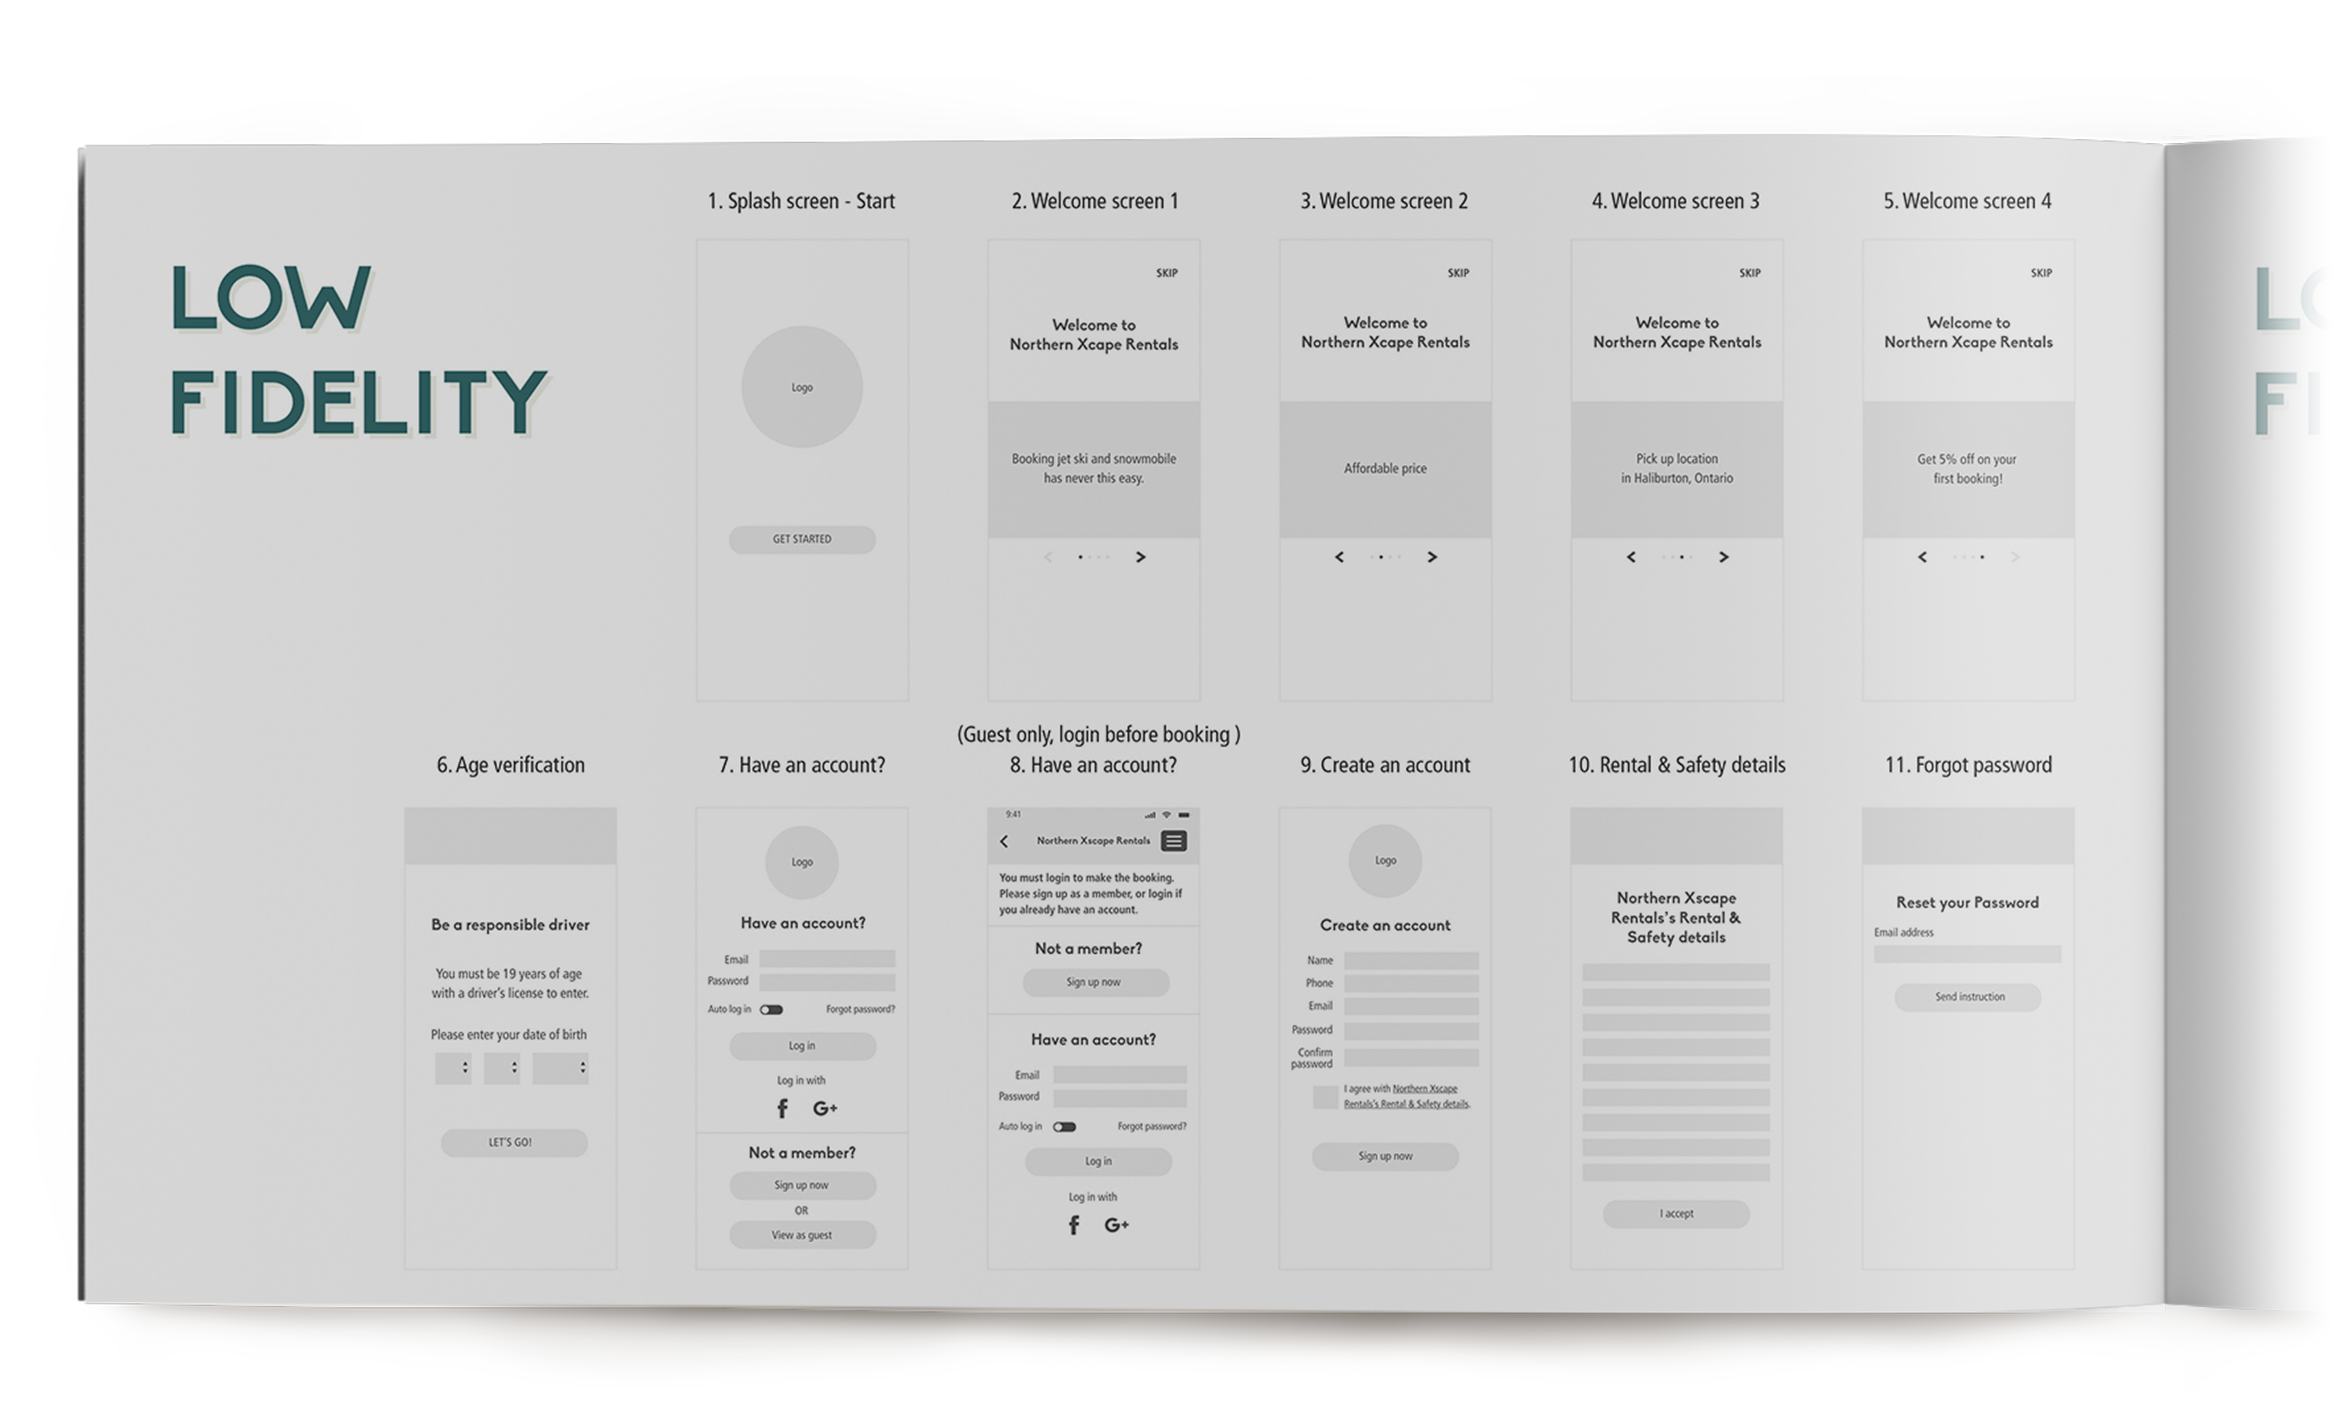 LOW
FIDELITY
1. Splash screen - Start
Logo
GET STARTED
2. Welcome screen 1
SKIP
Welcome to
Northern Xcape Rentals
Booking jet ski and snowmobile
has never this easy.
3. Welcome screen 2
SKIP
Welcome to
Northern Xcape Rentals
Affordable price
4. Welcome screen 3
SKIP
Welcome to
Northern Xcape Rentals
Pick up location
in Haliburton, Ontario
5. Welcome screen 4
SKIP
Welcome to
Northern Xcape Rentals
Get 5% off on your
first booking!
6. Age verification
Be a responsible driver
You must be 19 years of age
with a driver's license to enter.
Please enter your date of birth
LET'S GO!
7. Have an account?
Logo
Have an account?
Email
Password
Auto log in
Forgot password?
Log in
Log in with
f G+
Not a member?
Sign up now
OR
View as guest
(Guest only, login before booking )
8. Have an account?
9:41
Northern Xscape Rentals
You must login to make the booking.
Please sign up as a member, or login if
you already have an account.
Not a member?
Sign up now
Have an account?
Email
Password
Auto log in
Forgot password?
Log in
Log in with
f G+
9. Create an account
Logo
Create an account
Name
Phone
Email
Password
Confirm
password
I agree with Northern Xscape
Rentals's Rental & Safety details.
Sign up now
10. Rental & Safety details
Northern Xscape
Rentals's Rental &
Safety details
I accept
11. Forgot password
Reset your Password
Email address
Send instruction